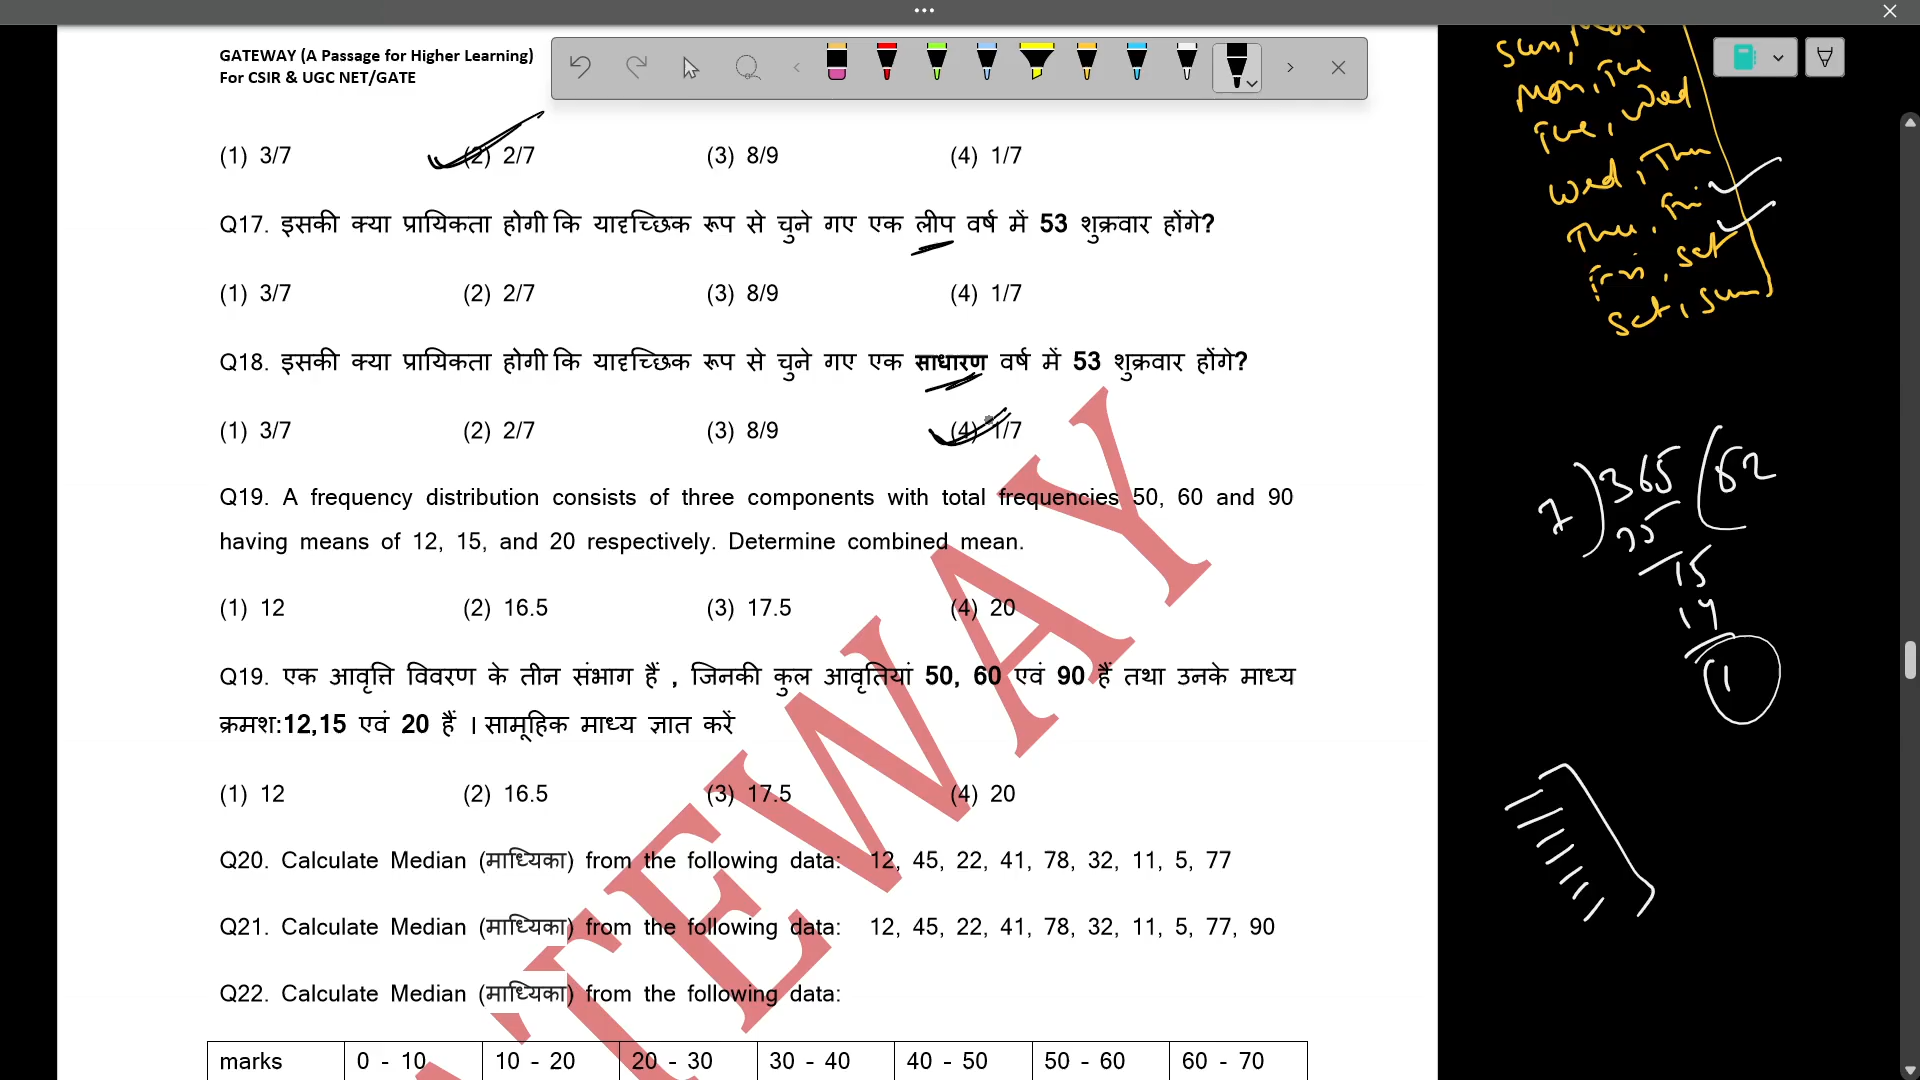 GATEWAY (A Passage for Higher Learning)
For CSIR & UGC NET/GATE
(1) 3/7 (2) 2/7 (3) 8/9 (4) 1/7
Q17. इसकी क्या प्रायिकता होगी कि यादृच्छिक रूप से चुने गए एक लीप वर्ष में 53 शुक्रवार होंगे?
(1) 3/7 (2) 2/7 (3) 8/9 (4) 1/7
Q18. इसकी क्या प्रायिकता होगी कि यादृच्छिक रूप से चुने गए एक साधारण वर्ष में 53 शुक्रवार होंगे?
(1) 3/7 (2) 2/7 (3) 8/9 (4) 1/7
Q19. A frequency distribution consists of three components with total frequencies 50, 60 and 90
having means of 12, 15, and 20 respectively. Determine combined mean.
(1) 12 (2) 16.5 (3) 17.5 (4) 20
Q19. एक आवृत्ति विवरण के तीन संभाग हैं , जिनकी कुल आवृतियां 50, 60 एवं 90 हैं तथा उनके माध्य
क्रमश:12,15 एवं 20 हैं । सामूहिक माध्य ज्ञात करें
(1) 12 (2) 16.5 (3) 17.5 (4) 20
Q20. Calculate Median (माध्यिका) from the following data: 12, 45, 22, 41, 78, 32, 11, 5, 77
Q21. Calculate Median (माध्यिका) from the following data: 12, 45, 22, 41, 78, 32, 11, 5, 77, 90
Q22. Calculate Median (माध्यिका) from the following data:
marks 0 - 10 10 - 20 20 - 30 30 - 40 40 - 50 50 - 60 60 - 70
GATEWAY
Sun, Mon
Mon, Tue
Tue, Wed
Wed, Thu
Thu, Fri
Fri, Sat
Sat, Sun
7) 365 (52
35
15
14
1